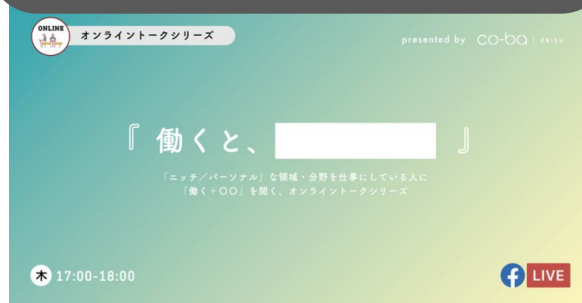 ONLINE
オンライントークシリーズ
presented by co-ba | EBISU
『 働くと、 』
「ニッチ／パーソナル」な領域・分野を仕事にしている人に
「働く＋〇〇」を聞く、オンライントークシリーズ
木 17:00-18:00
f LIVE